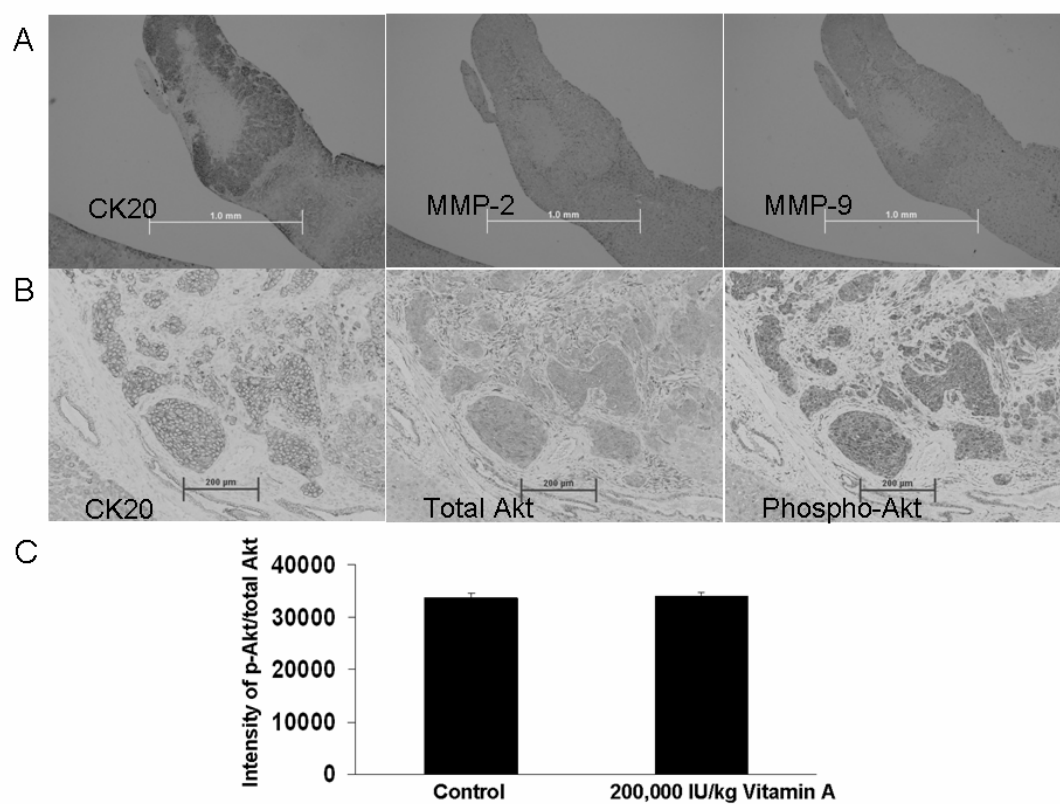 A
CK20
1.0 mm
MMP-2
1.0 mm
MMP-9
1.0 mm
B
200 µm
CK20
200 µm
Total Akt
200 µm
Phospho-Akt
C
Intensity of p-Akt/total Akt
40000
30000
20000
10000
0
Control
200,000 IU/kg Vitamin A